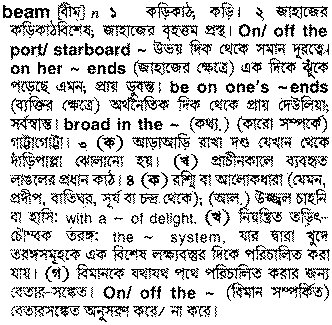 beam [বীম] n ১ কড়িকাঠ, কড়ি। ২ জাহাজের
কড়িকাঠবিশেষ, জাহাজের বৃহত্তম প্রস্থ। On/ off the
port/ starboard ~ উভয় দিক থেকে সমান দূরত্বে।
on her ~ ends (জাহাজের ক্ষেত্রে) এক দিকে ঝুঁকে
পড়েছে এমন, প্রায় ডুবন্ত। be on one's ~ends
(ব্যক্তির ক্ষেত্রে) অর্থনৈতিক দিক থেকে প্রায় দেউলিয়া,
সর্বস্বান্ত। broad in the ~ (কথ্য.) (কারো সম্পর্কে)
গাট্টাগোট্টা। ৩ (ক) আড়াআড়ি রাখা দণ্ড যেখান থেকে
দাঁড়িপাল্লা ঝোলানো হয়। (খ) প্রাচীনকালে ব্যবহৃত
লাঙলের প্রধান কাঠ। ৪ (ক) রশ্মি বা আলোকধারা (যেমন,
প্রদীপ, বাতিঘর, সূর্য বা চন্দ্র থেকে); (আল.) উজ্জ্বল চাহনি
বা হাসি: with a ~ of delight. (খ) নিয়ন্ত্রিত তড়িৎ-
চৌম্বক তরঙ্গ: the ~ system, যার দ্বারা খুদে
তরঙ্গসমূহকে এক বিশেষ লক্ষ্যবস্তুর দিকে পরিচালিত করা
যায়। (গ) বিমানকে যথাযথ পথে পরিচালিত করার জন্য
বেতার-সঙ্কেত। On/ off the ~ (বিমান সম্পর্কিত)
বেতারসঙ্কেত অনুসরণ করে/ না করে।